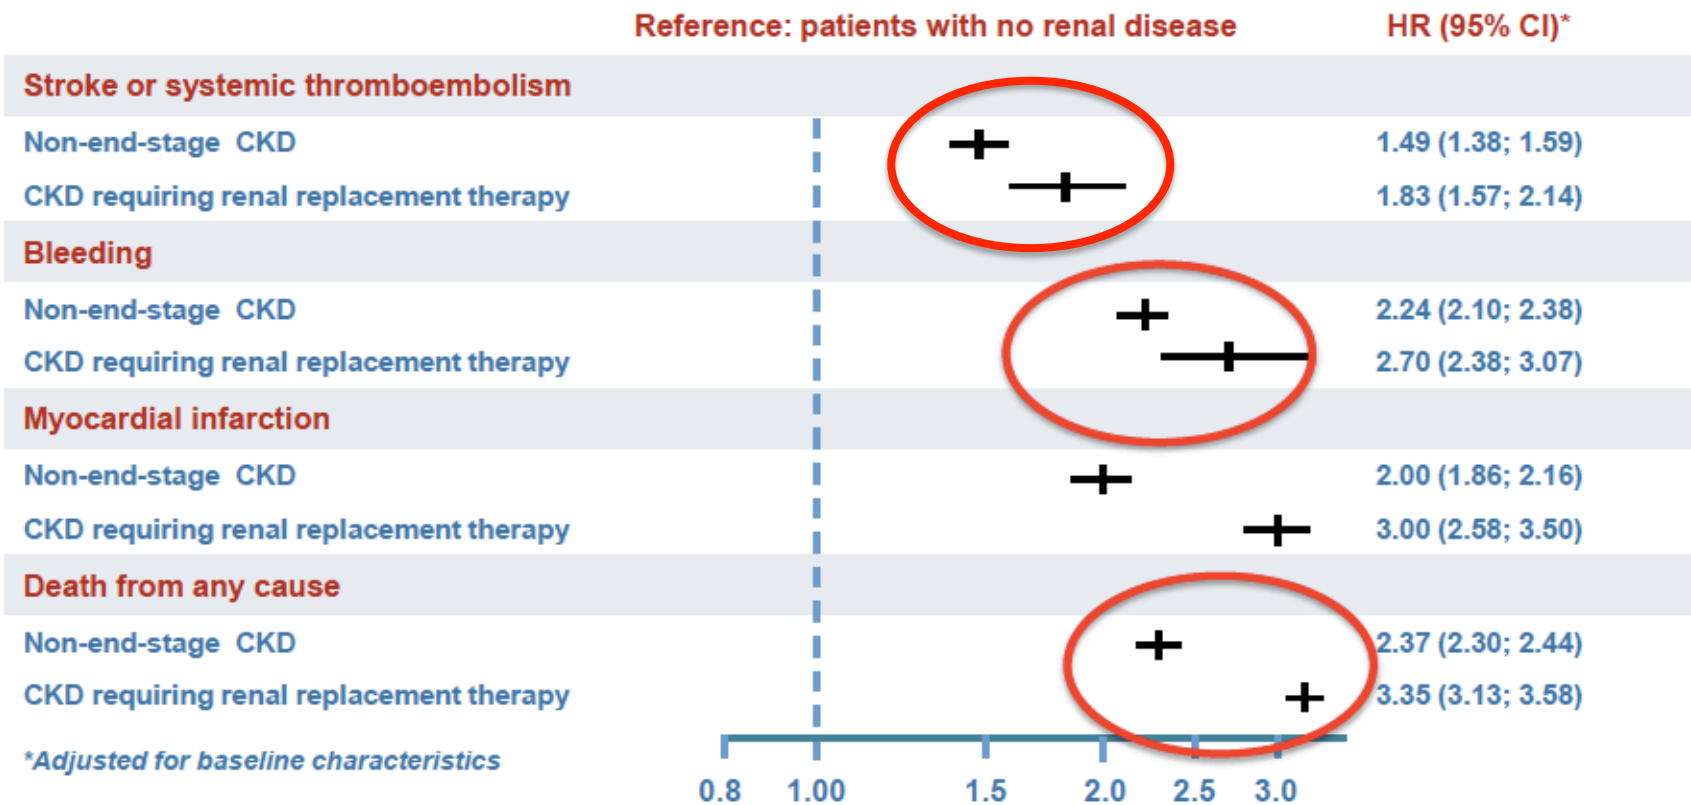 Reference: patients with no renal disease HR (95% CI)*
Stroke or systemic thromboembolism
Non-end-stage CKD 1.49 (1.38; 1.59)
CKD requiring renal replacement therapy 1.83 (1.57; 2.14)
Bleeding
Non-end-stage CKD 2.24 (2.10; 2.38)
CKD requiring renal replacement therapy 2.70 (2.38; 3.07)
Myocardial infarction
Non-end-stage CKD 2.00 (1.86; 2.16)
CKD requiring renal replacement therapy 3.00 (2.58; 3.50)
Death from any cause
Non-end-stage CKD 2.37 (2.30; 2.44)
CKD requiring renal replacement therapy 3.35 (3.13; 3.58)
*Adjusted for baseline characteristics
0.8 1.00 1.5 2.0 2.5 3.0